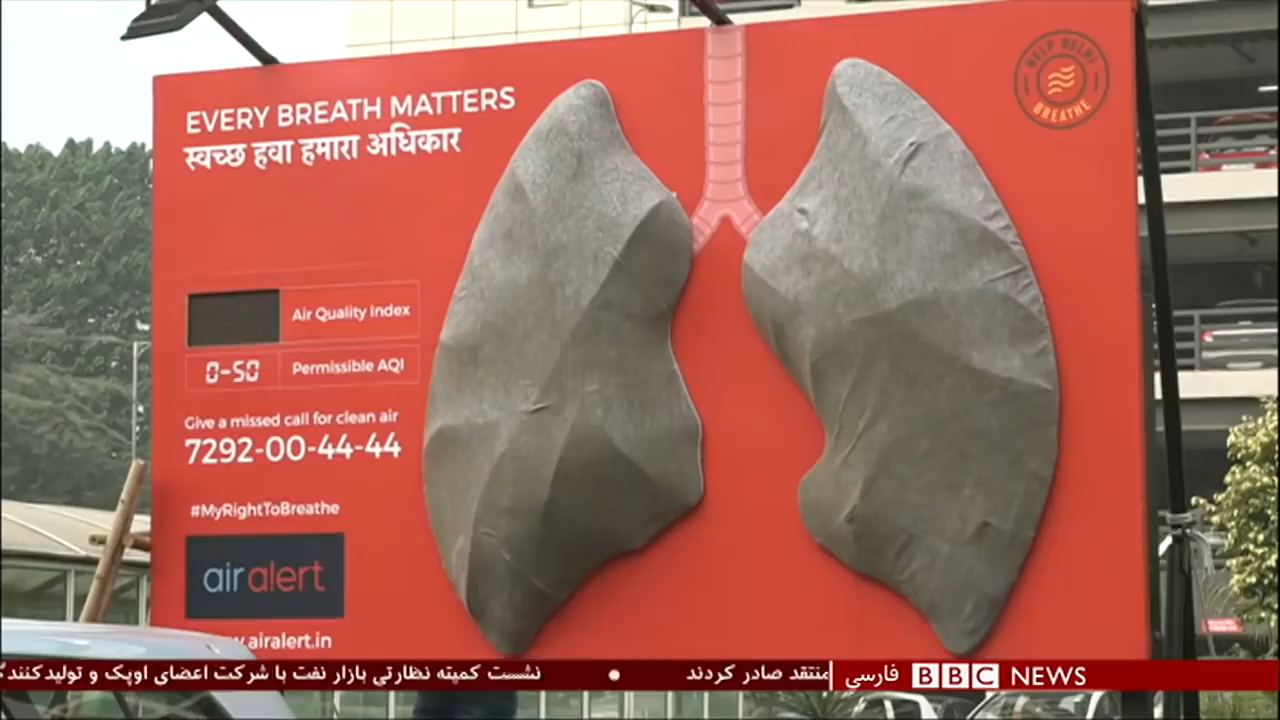 EVERY BREATH MATTERS
स्वच्छ हवा हमारा अधिकार
HELP DELHI
BREATHE
Air Quality Index
0-50 Permissible AQI
Give a missed call for clean air
7292-00-44-44
#MyRightToBreathe
air alert
airalert.in
منتقد صادر کردند • نشست کمیته نظارتی بازار نفت با شرکت اعضای اوپک و
فارسی BBC NEWS